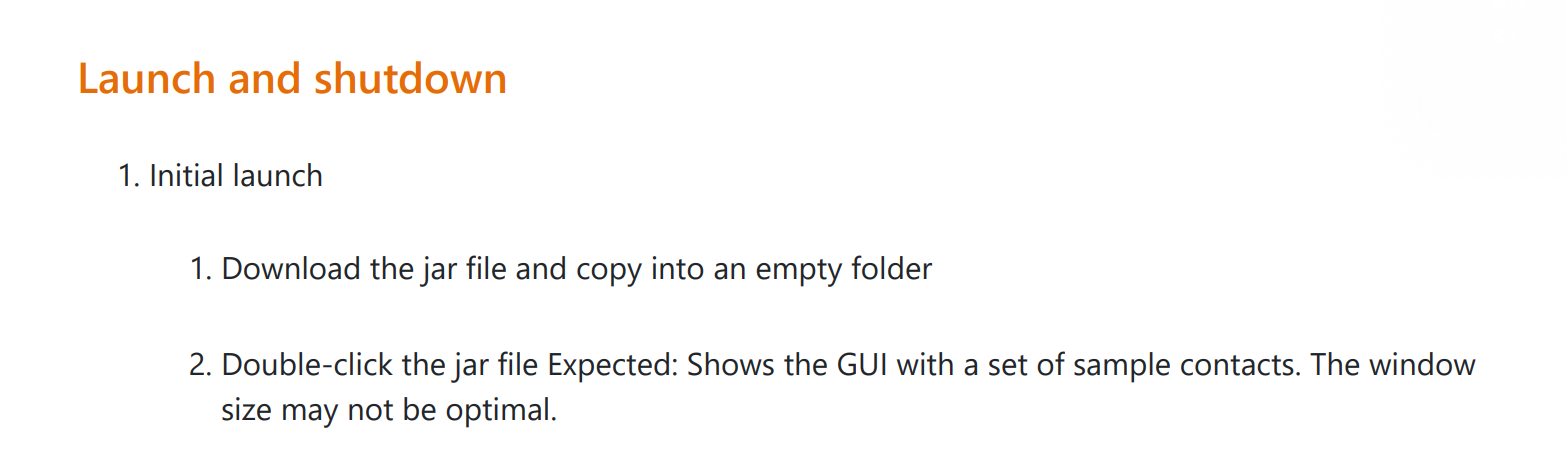 Launch and shutdown
1. Initial launch
1. Download the jar file and copy into an empty folder
2. Double-click the jar file Expected: Shows the GUI with a set of sample contacts. The window
size may not be optimal.